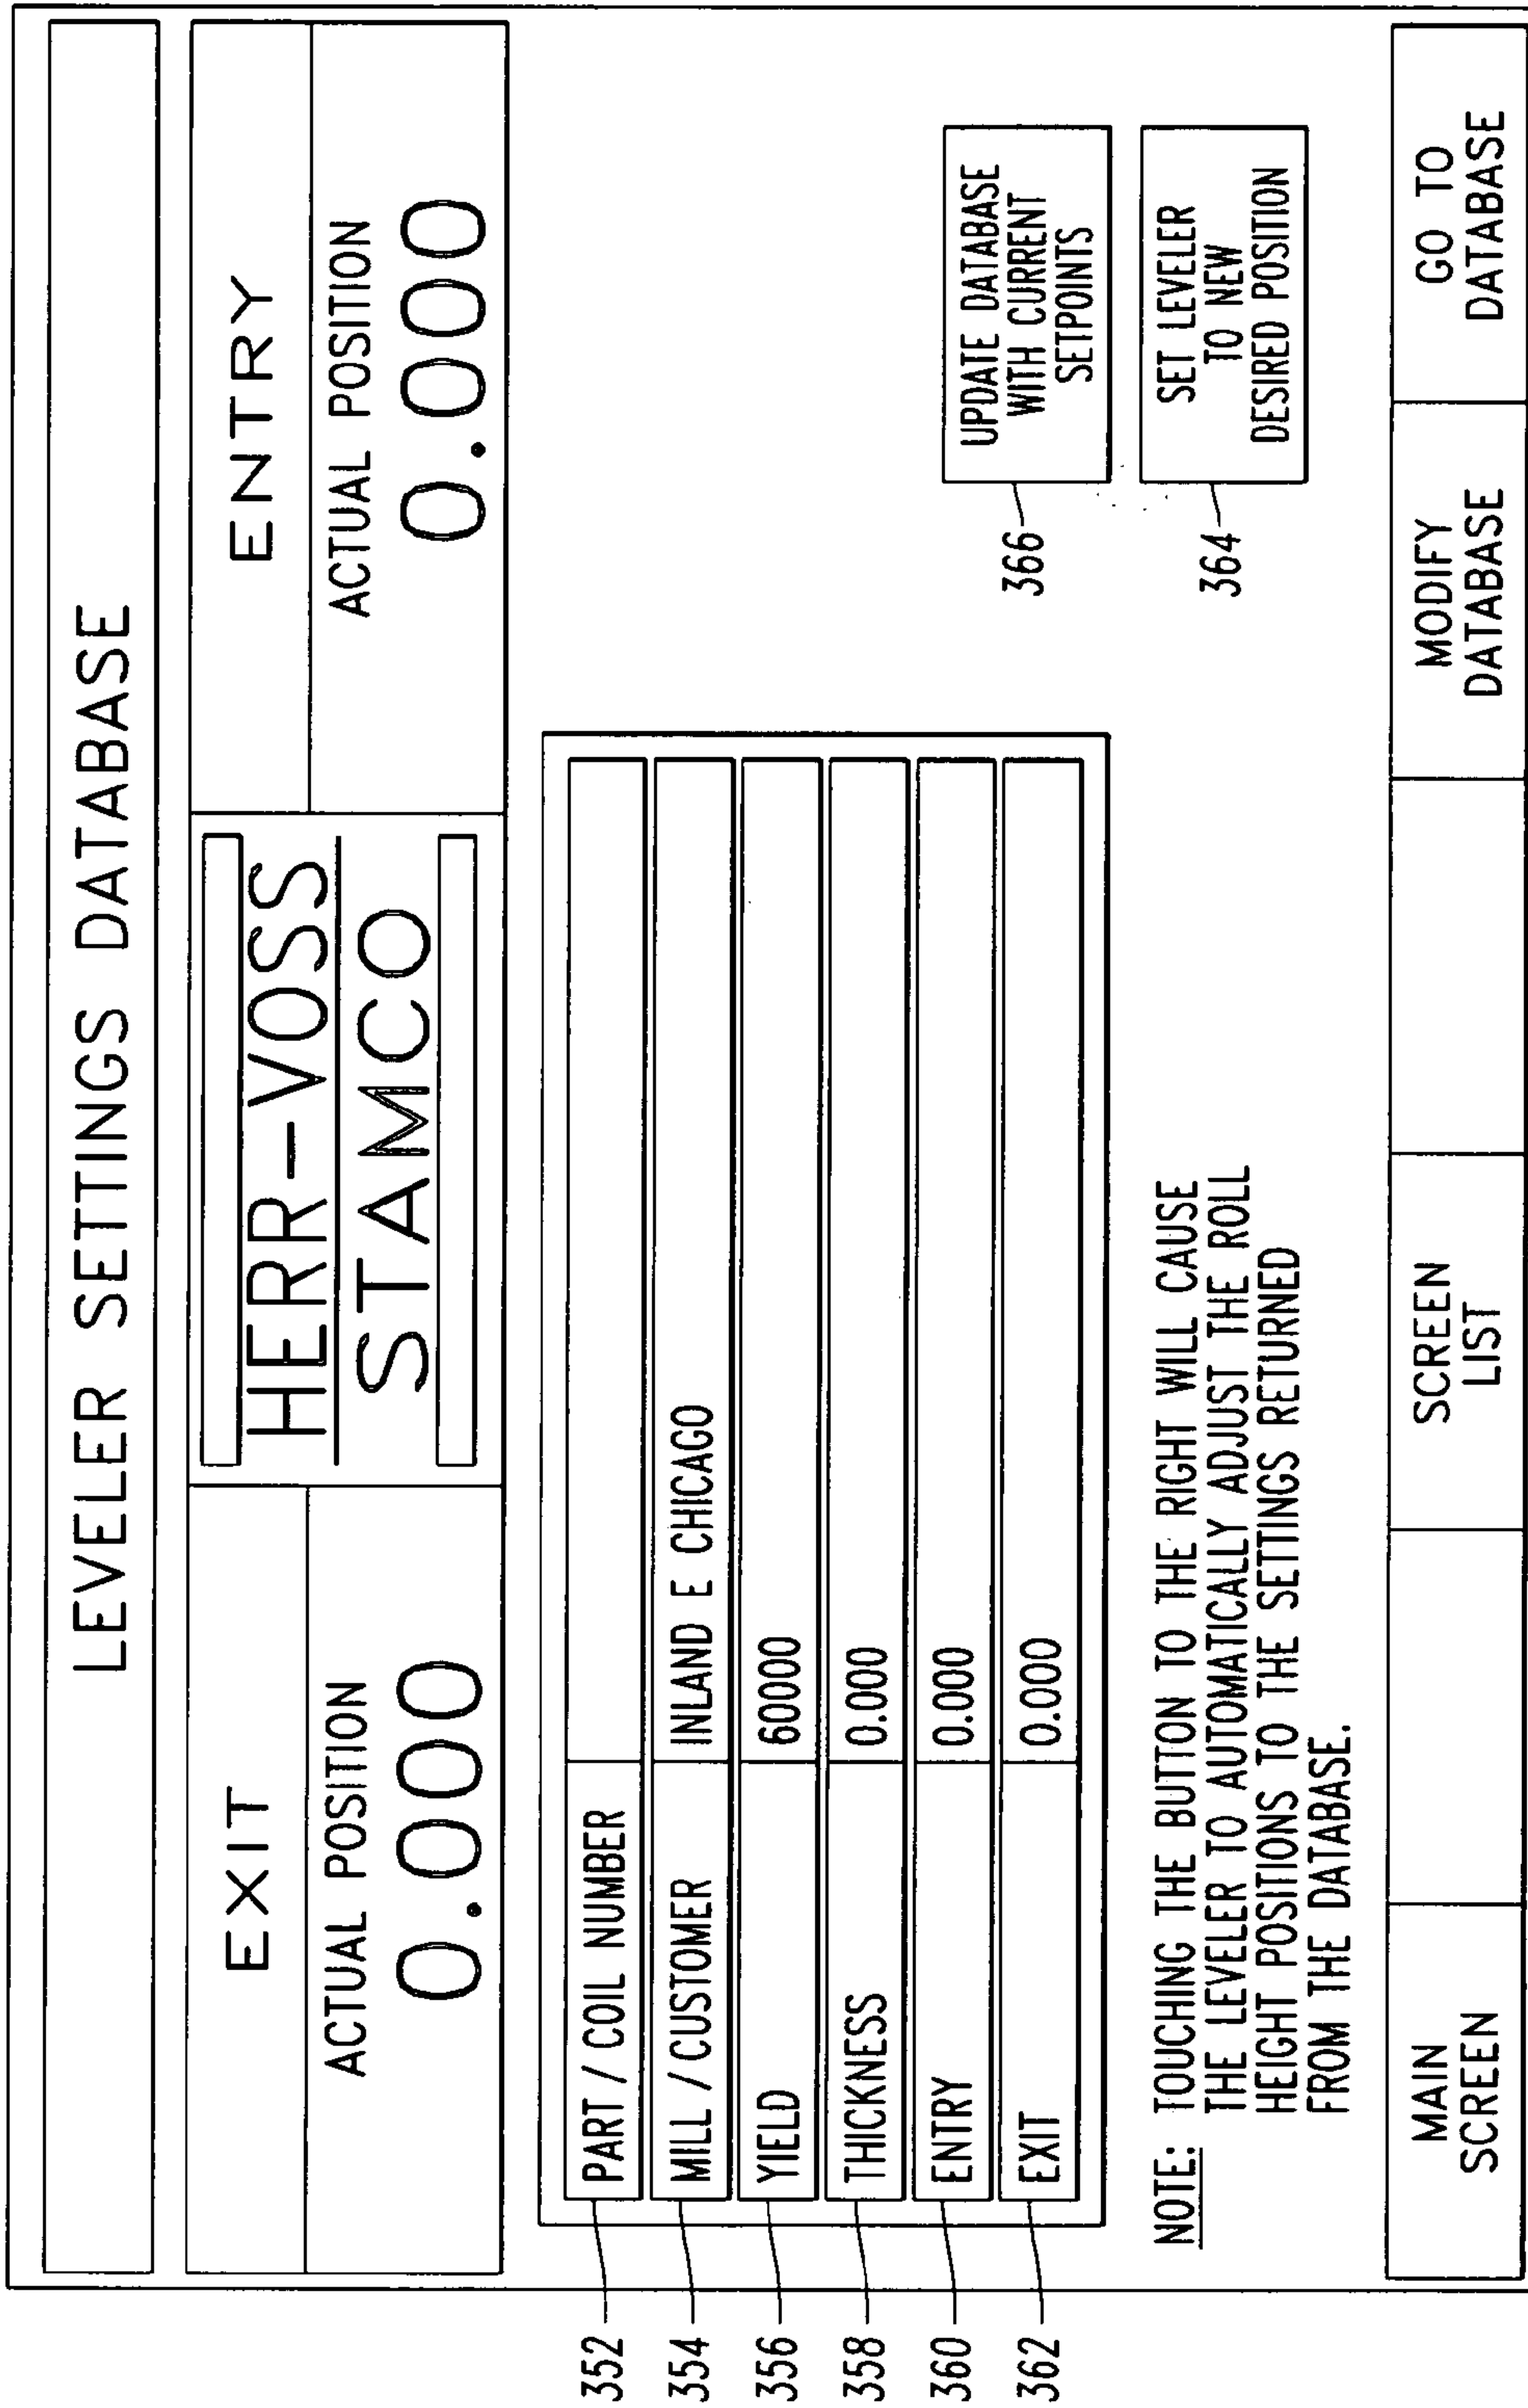 LEVELER SETTINGS DATABASE
EXIT
ACTUAL POSITION
0.000
HERR-VOSS
STAMCO
ENTRY
ACTUAL POSITION
0.000
352 PART / COIL NUMBER
354 MILL / CUSTOMER INLAND E CHICAGO
356 YIELD 60000
358 THICKNESS 0.000
360 ENTRY 0.000
362 EXIT 0.000
366 UPDATE DATABASE
WITH CURRENT
SETPOINTS
364 SET LEVELER
TO NEW
DESIRED POSITION
NOTE: TOUCHING THE BUTTON TO THE RIGHT WILL CAUSE
THE LEVELER TO AUTOMATICALLY ADJUST THE ROLL
HEIGHT POSITIONS TO THE SETTINGS RETURNED
FROM THE DATABASE.
MAIN
SCREEN
SCREEN
LIST
MODIFY
DATABASE
GO TO
DATABASE